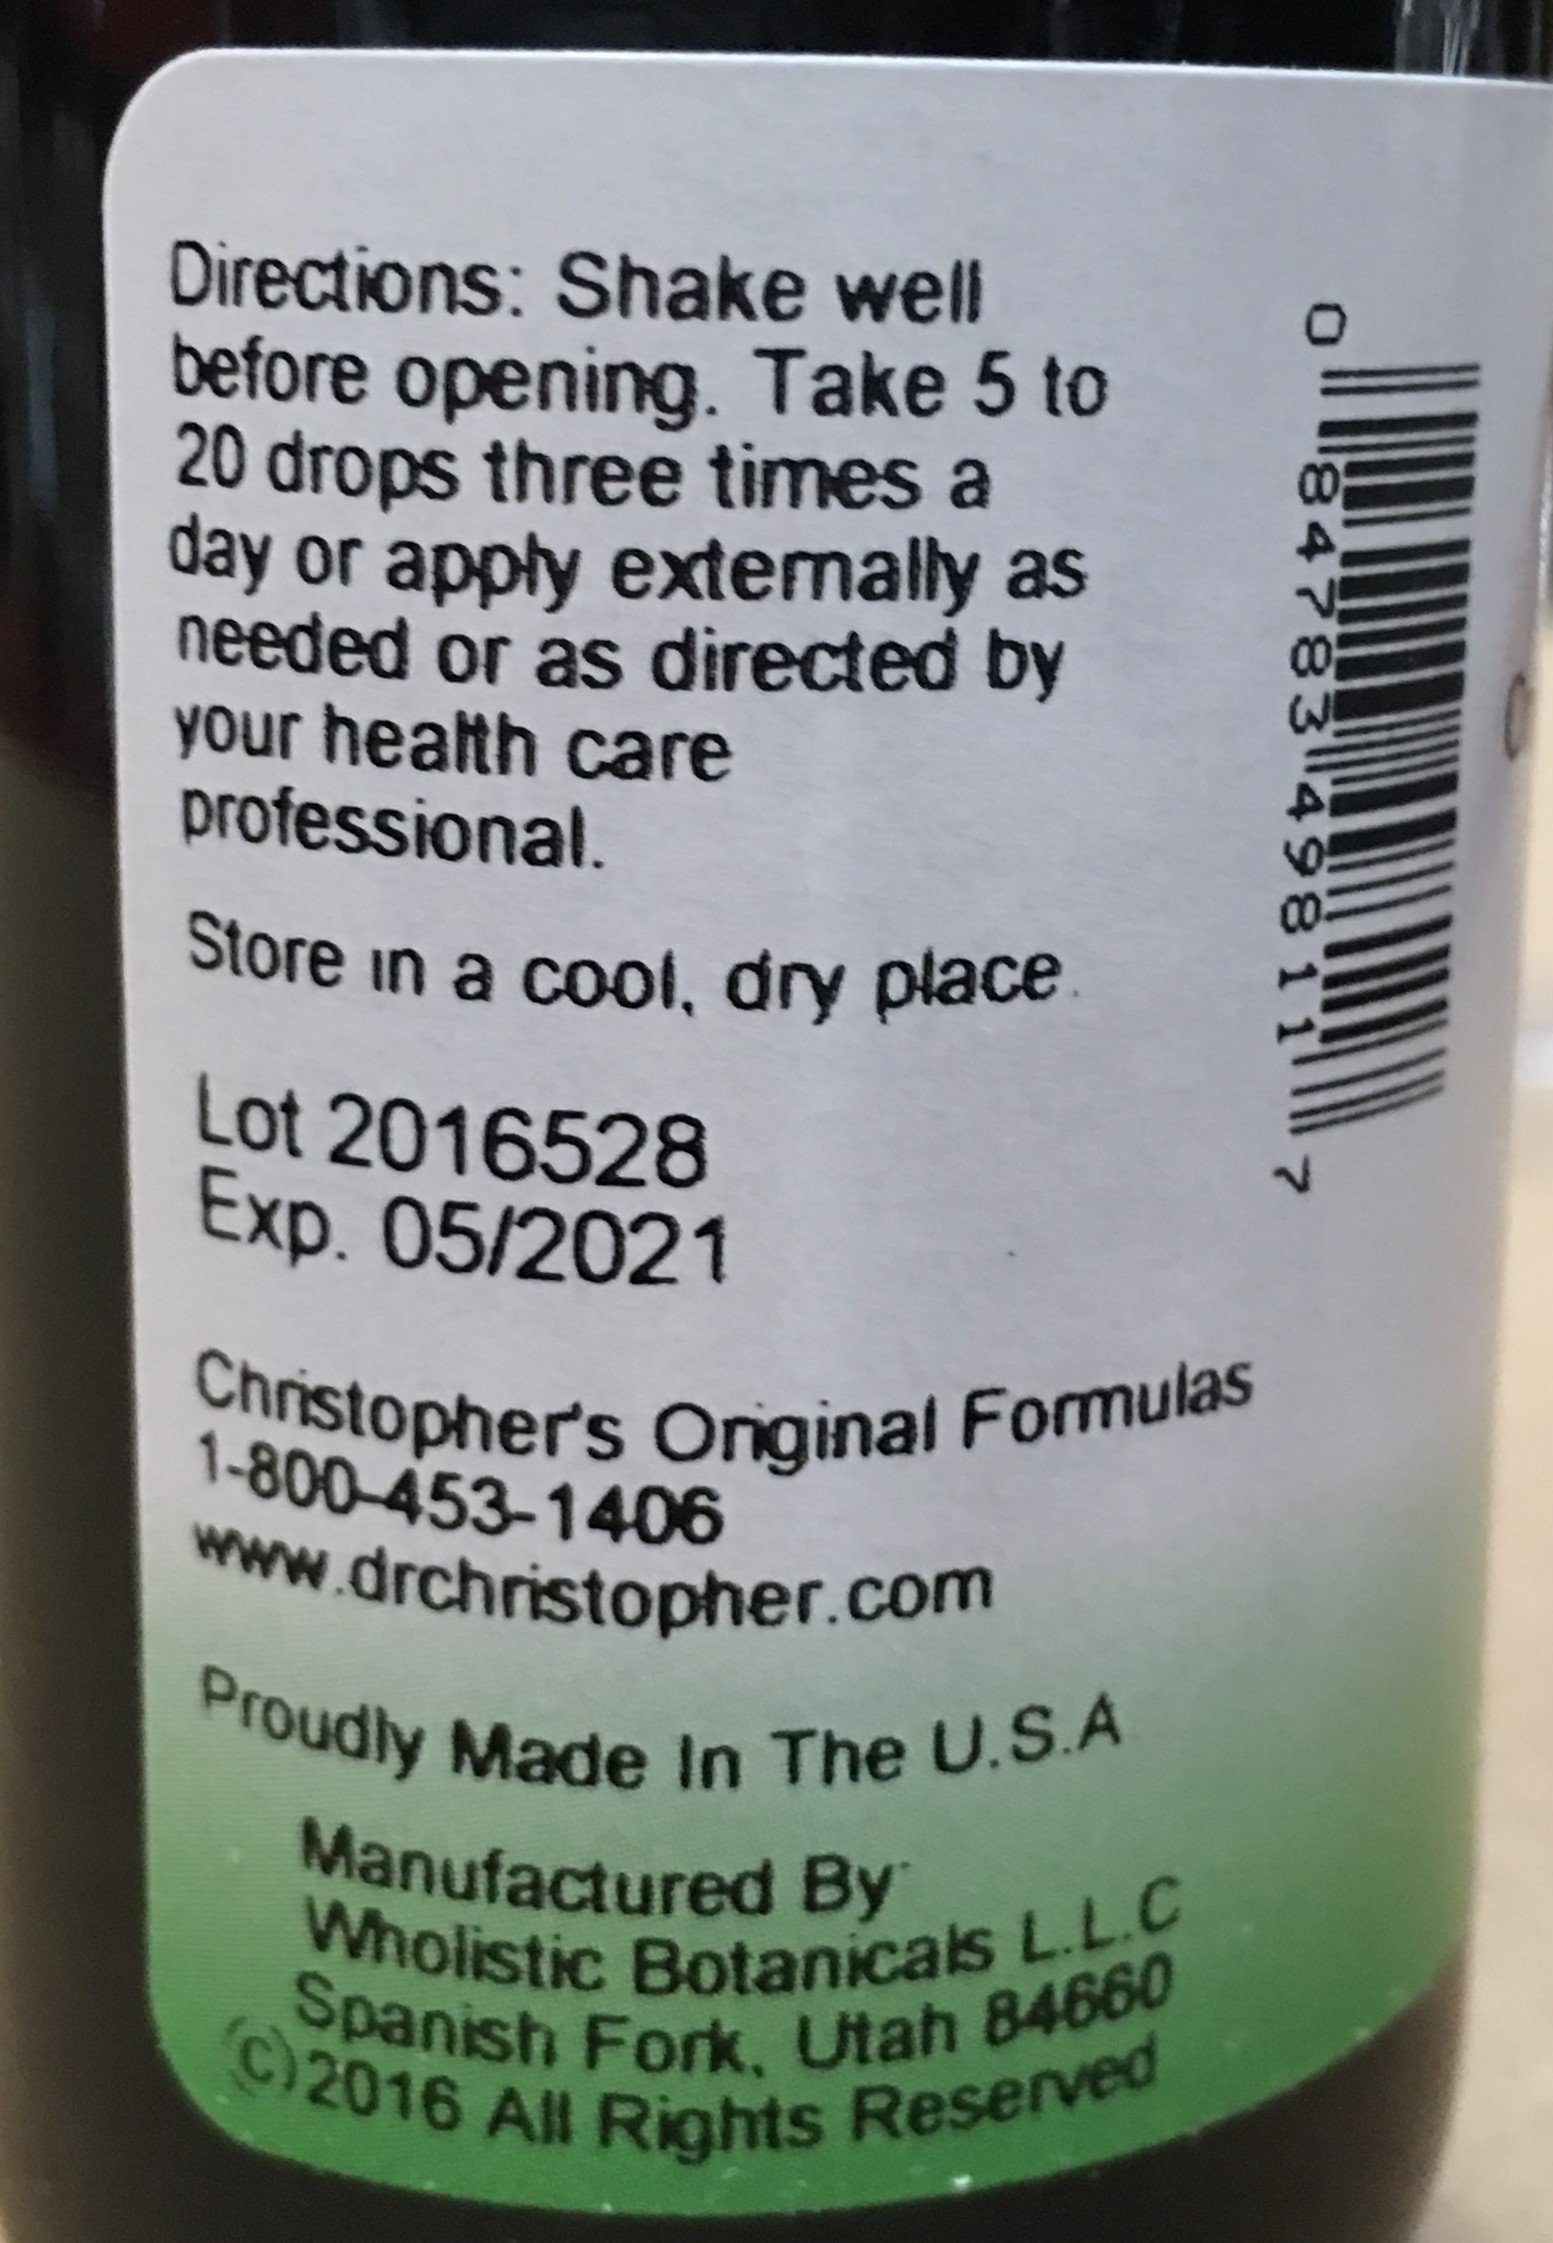 Directions: Shake well
before opening. Take 5 to
20 drops three times a
day or apply externally as
needed or as directed by
your health care
professional.
Store in a cool, dry place.
Lot 2016528
Exp. 05/2021
Christopher's Original Formulas
1-800-453-1406
www.drchristopher.com
Proudly Made In The U.S.A
Manufactured By:
Wholistic Botanicals L.L.C
Spanish Fork, Utah 84660
(C)2016 All Rights Reserved
0 84783 49811 7